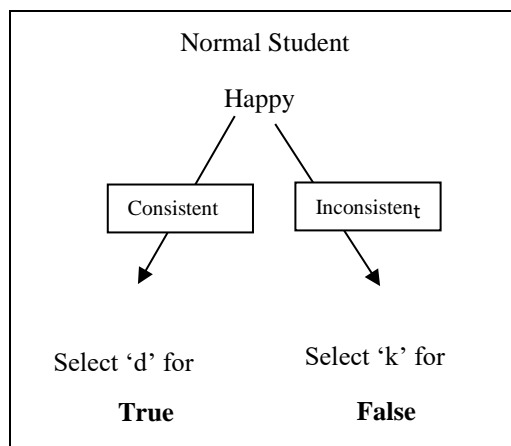 Normal Student
Happy
Consistent
Inconsistent
Select ‘d’ for
True
Select ‘k’ for
False